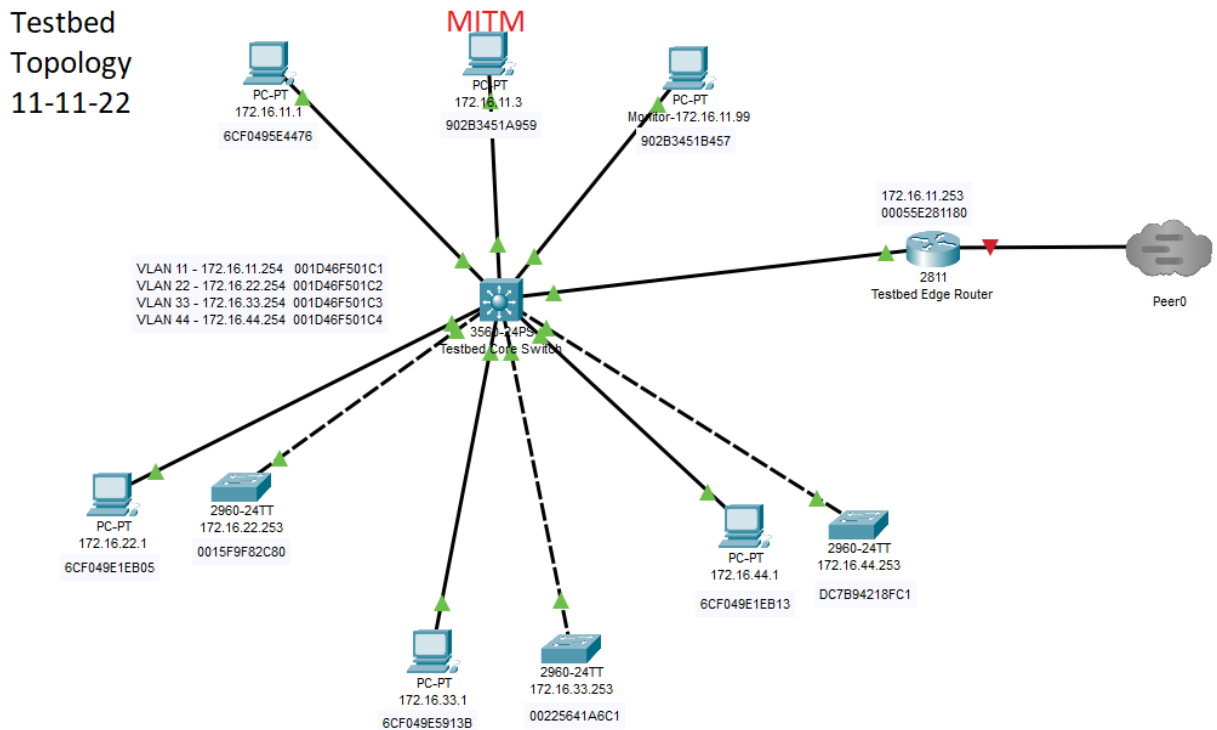 Testbed
Topology
11-11-22
MITM
PC-PT
172.16.11.1
6CF0495E4476
PC-PT
172.16.11.3
902B3451A959
PC-PT
Monitor-172.16.11.99
902B3451B457
172.16.11.253
00055E281180
2811
Testbed Edge Router
Peer0
VLAN 11 - 172.16.11.254 001D46F501C1
VLAN 22 - 172.16.22.254 001D46F501C2
VLAN 33 - 172.16.33.254 001D46F501C3
VLAN 44 - 172.16.44.254 001D46F501C4
3560-24PS
Testbed Core Switch
PC-PT
172.16.22.1
6CF049E1EB05
2960-24TT
172.16.22.253
0015F9F82C80
PC-PT
172.16.44.1
6CF049E1EB13
2960-24TT
172.16.44.253
DC7B94218FC1
PC-PT
172.16.33.1
6CF049E5913B
2960-24TT
172.16.33.253
00225641A6C1